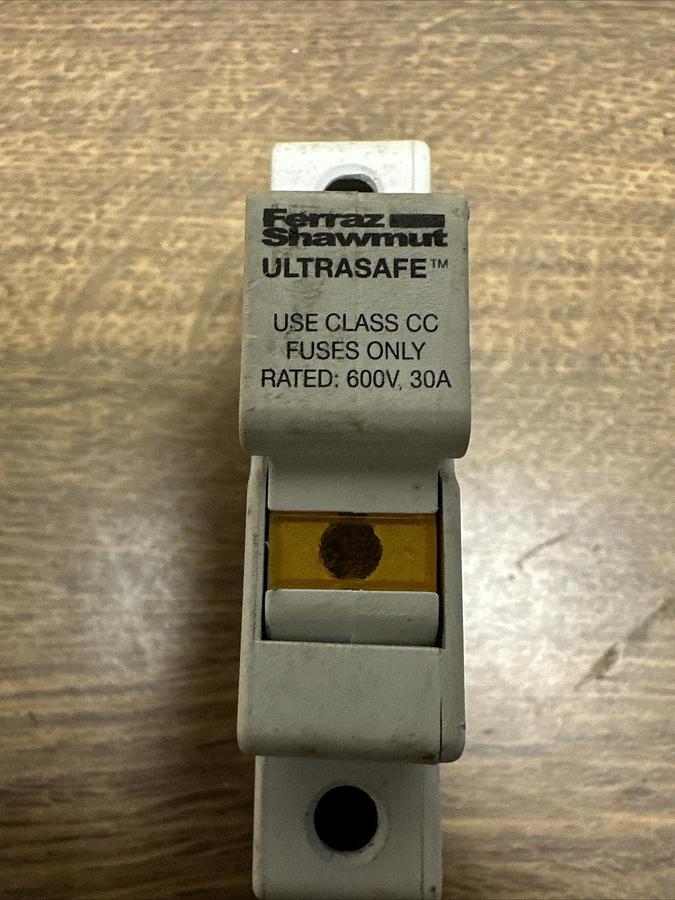 Ferraz
Shawmut
ULTRASAFE™
USE CLASS CC
FUSES ONLY
RATED: 600V, 30A